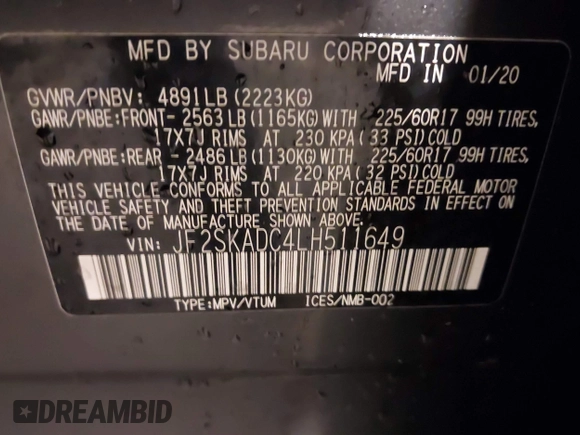 MFD BY SUBARU CORPORATION
MFD IN 01/20
GVWR/PNBV: 4891LB (2223KG)
GAWR/PNBE:FRONT- 2563 LB (1165KG) WITH 225/60R17 99H TIRES,
17X7J RIMS AT 230 KPA ( 33 PSI) COLD
GAWR/PNBE:REAR - 2486 LB (1130KG) WITH 225/60R17 99H TIRES,
17X7J RIMS AT 220 KPA ( 32 PSI) COLD
THIS VEHICLE CONFORMS TO ALL APPLICABLE FEDERAL MOTOR
VEHICLE SAFETY AND THEFT PREVENTION STANDARDS IN EFFECT ON
THE DATE OF MANUFACTURE SHOWN ABOVE.
VIN: JF2SKADC4LH511649
TYPE:MPV/VTUM ICES/NMB-002
DREAMBID